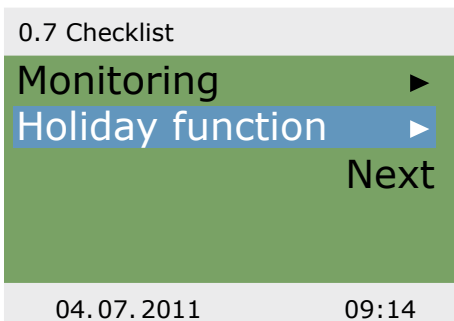 0.7 Checklist
Monitoring ►
Holiday function ►
Next
04.07.2011 09:14